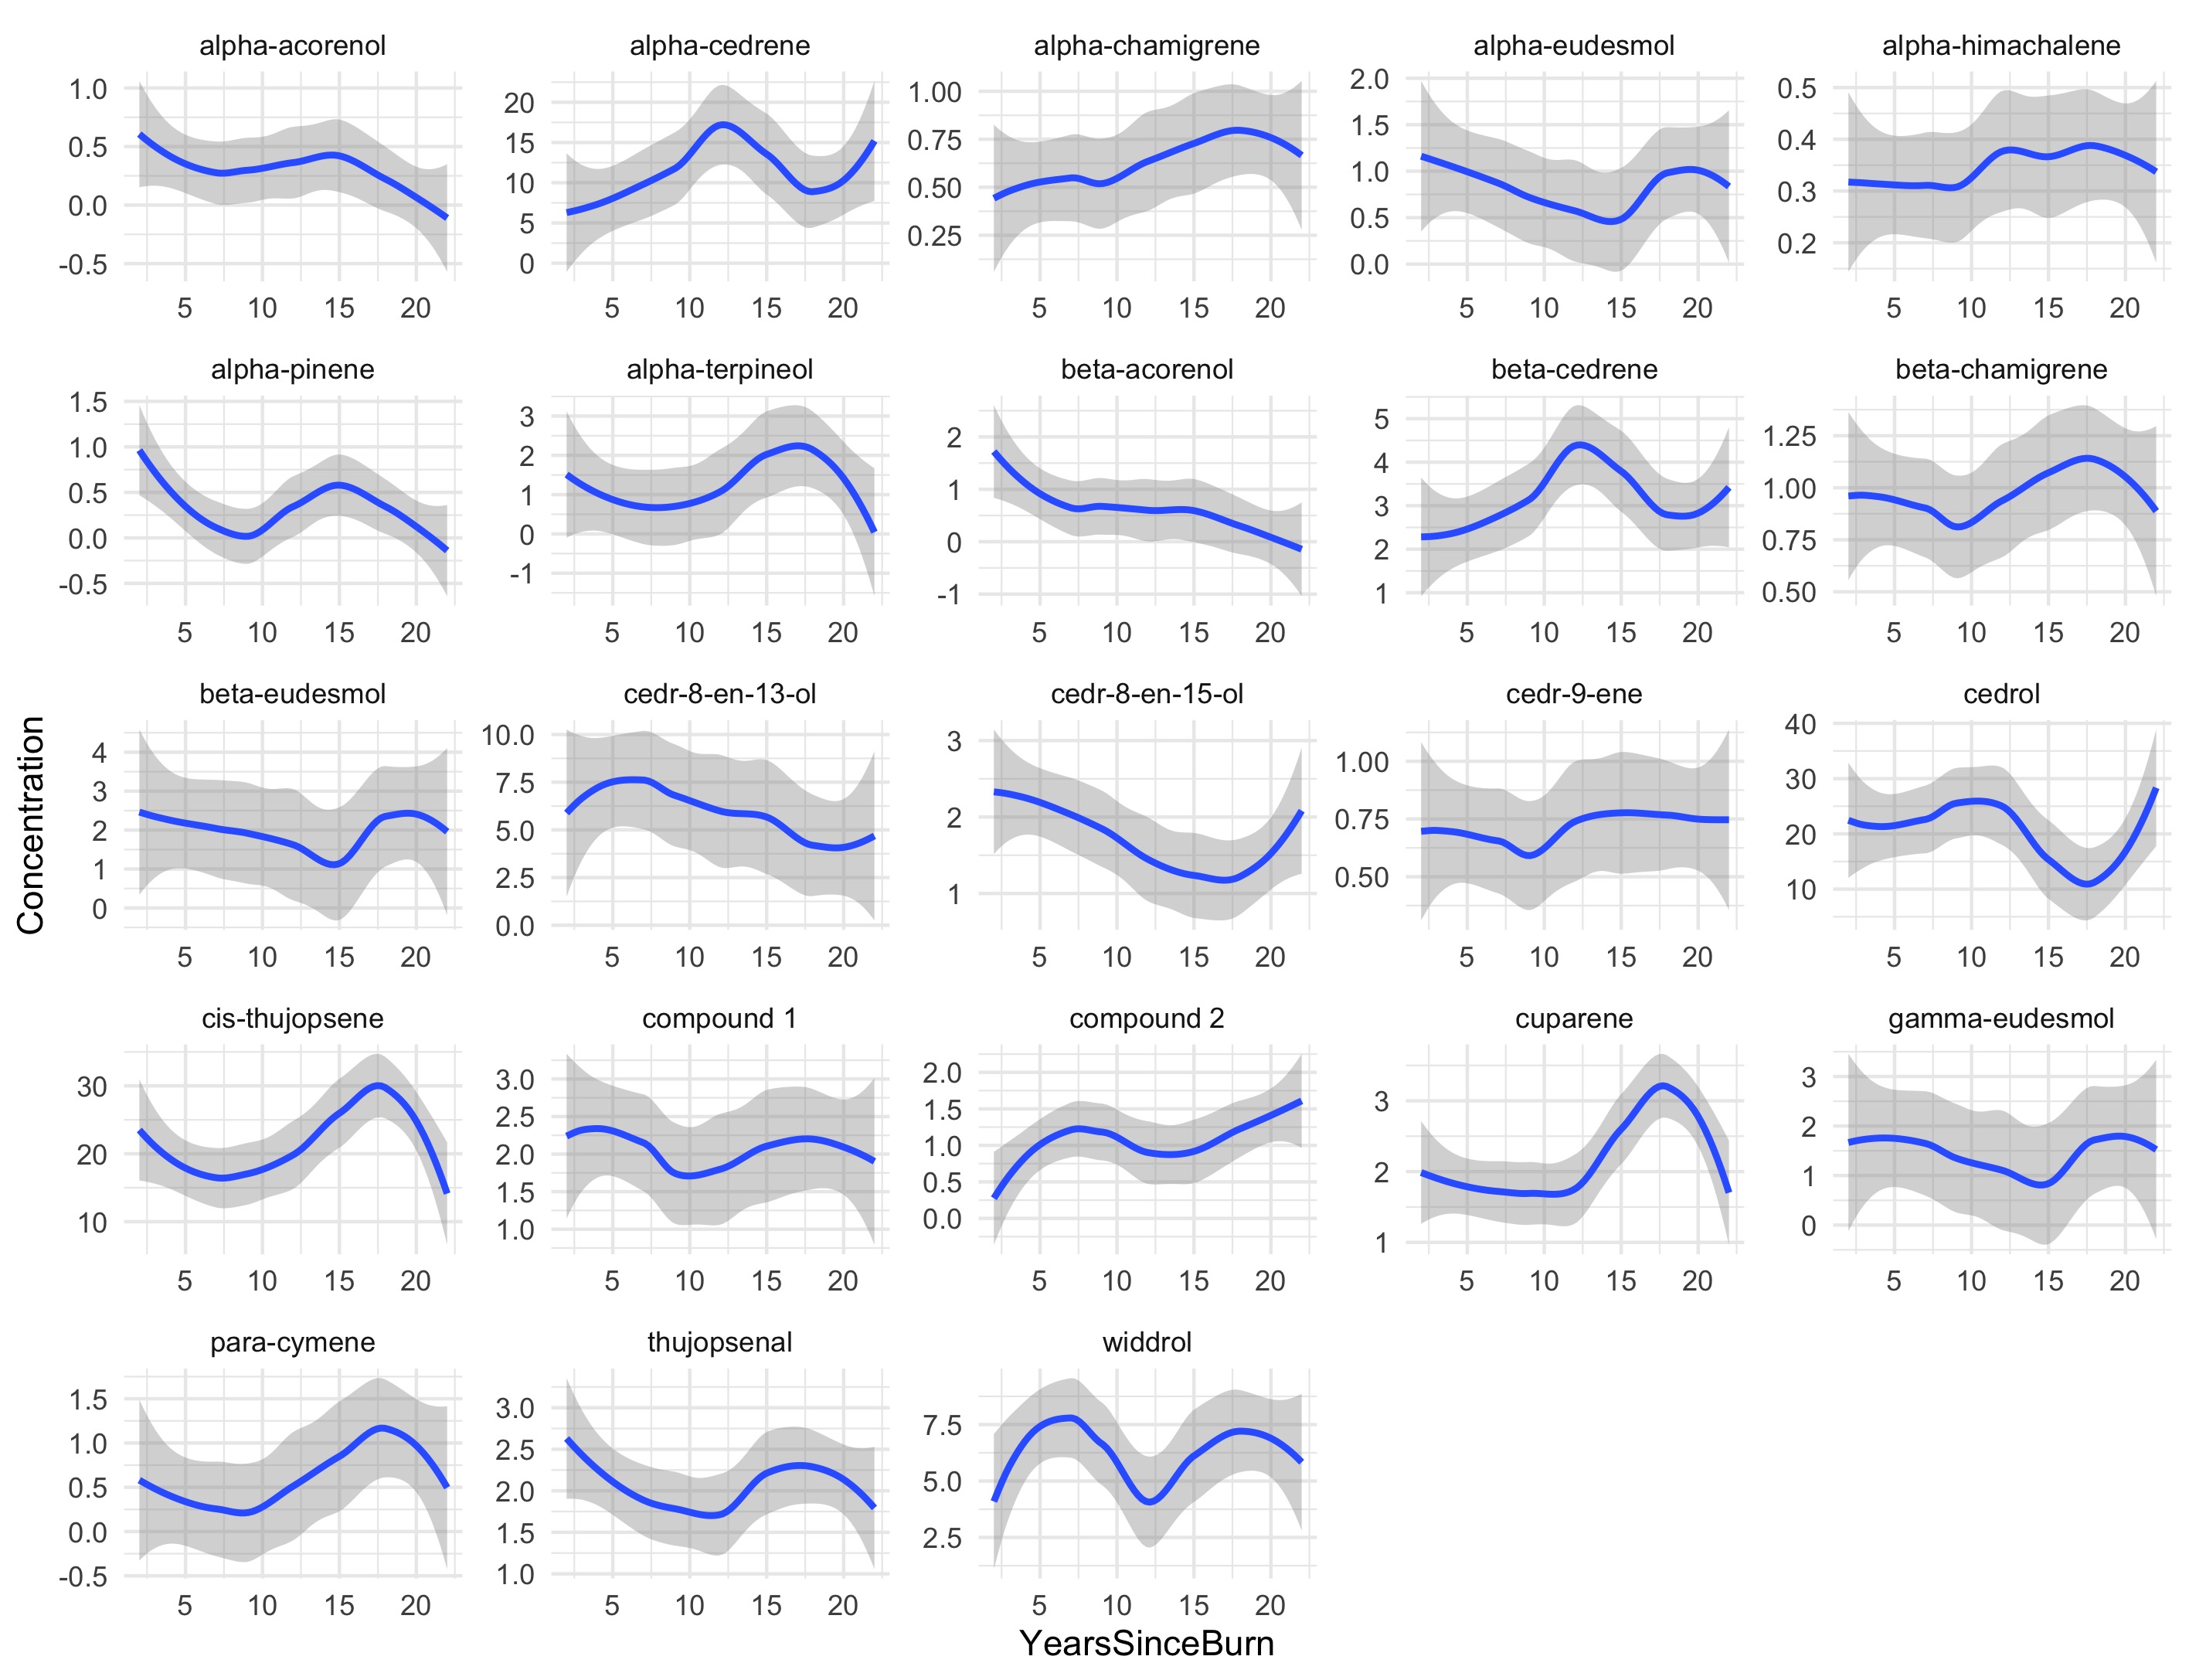 alpha-acorenol alpha-cedrene alpha-chamigrene alpha-eudesmol alpha-himachalene
1.0 0.5 0.0 -0.5
20 15 10 5 0
1.00 0.75 0.50 0.25
2.0 1.5 1.0 0.5 0.0
0.5 0.4 0.3 0.2
5 10 15 20 5 10 15 20 5 10 15 20 5 10 15 20 5 10 15 20
alpha-pinene alpha-terpineol beta-acorenol beta-cedrene beta-chamigrene
1.5 1.0 0.5 0.0 -0.5
3 2 1 0 -1
2 1 0 -1
5 4 3 2 1
1.25 1.00 0.75 0.50
5 10 15 20 5 10 15 20 5 10 15 20 5 10 15 20 5 10 15 20
beta-eudesmol cedr-8-en-13-ol cedr-8-en-15-ol cedr-9-ene cedrol
4 3 2 1 0
10.0 7.5 5.0 2.5 0.0
3 2 1
1.00 0.75 0.50
40 30 20 10
5 10 15 20 5 10 15 20 5 10 15 20 5 10 15 20 5 10 15 20
cis-thujopsene compound 1 compound 2 cuparene gamma-eudesmol
30 20 10
3.0 2.5 2.0 1.5 1.0
2.0 1.5 1.0 0.5 0.0
3 2 1
3 2 1 0
5 10 15 20 5 10 15 20 5 10 15 20 5 10 15 20 5 10 15 20
para-cymene thujopsenal widdrol
1.5 1.0 0.5 0.0 -0.5
3.0 2.5 2.0 1.5 1.0
7.5 5.0 2.5
5 10 15 20 5 10 15 20 5 10 15 20
Concentration
YearsSinceBurn